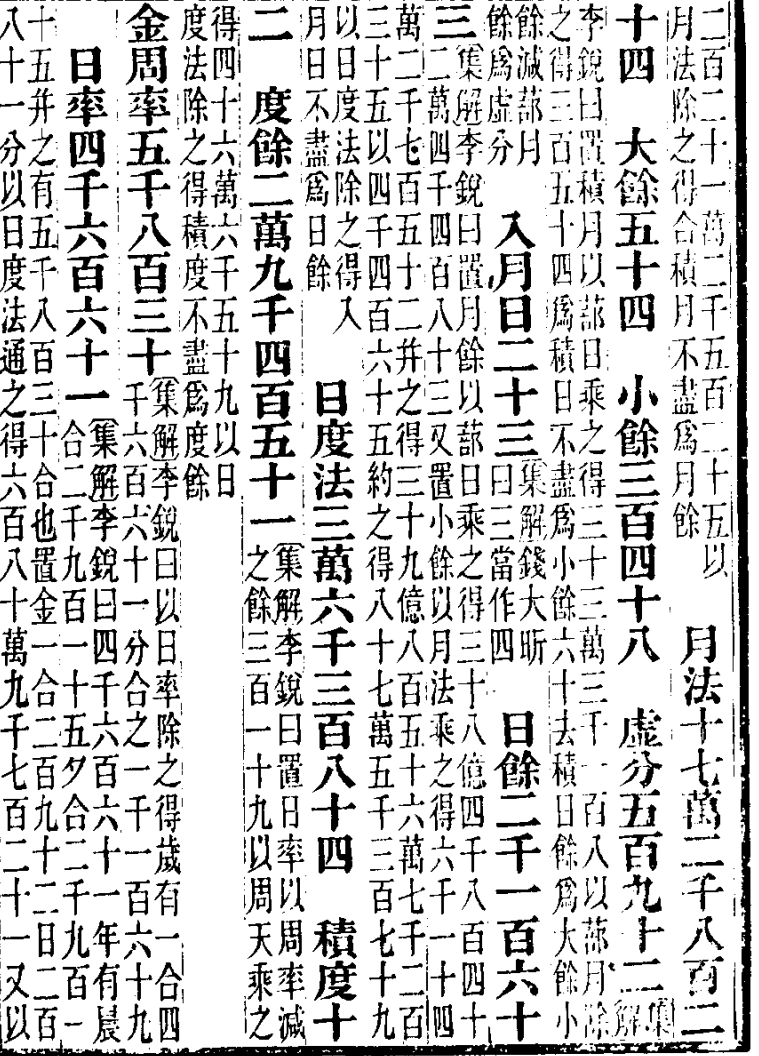 二百二十一萬二千五百二十五以
月法除之得合積月不盡爲月餘
月法十七萬二千八百二
十四　大餘五十四　小餘三百四十八　虛分五百九十二
集
解
李銳曰置積月以蔀日乘之得三十三萬三千一百八以蔀月除
之得三百五十四爲積日不盡爲小餘六十去積日餘爲大餘小
餘減蔀月
餘爲虛分
入月日二十三
集解錢大昕
曰三當作四
日餘二千一百六十
三
集解李銳曰置月餘以蔀日乘之得三十八億四千八百四十
二萬四千四百八十三又置小餘以月法乘之得六千一十四
萬二千七百五十二并之得三十九億八百五十六萬七千二百
三十五以四千四百六十五約之得八十七萬五千三百七十九
以日度法除之得入
月日不盡爲日餘
日度法三萬六千三百八十四　積度十
二　度餘二萬九千四百五十一
集解李銳曰置日率以周率減
之餘三百一十九以周天乘之
得四十六萬六千五十九以日
度法除之得積度不盡爲度餘
金周率五千八百三十
集解李銳曰以日率除之得歲有一合四
千六百六十一分合之一千一百六十九
日率四千六百六十一
集解李銳曰四千六百六十一年有晨
合二千九百一十五夕合二千九百一
十五并之有五千八百三十合也置金一合二百九十二日二百
八十一分以日度法通之得六百八十萬九千七百二十一又以